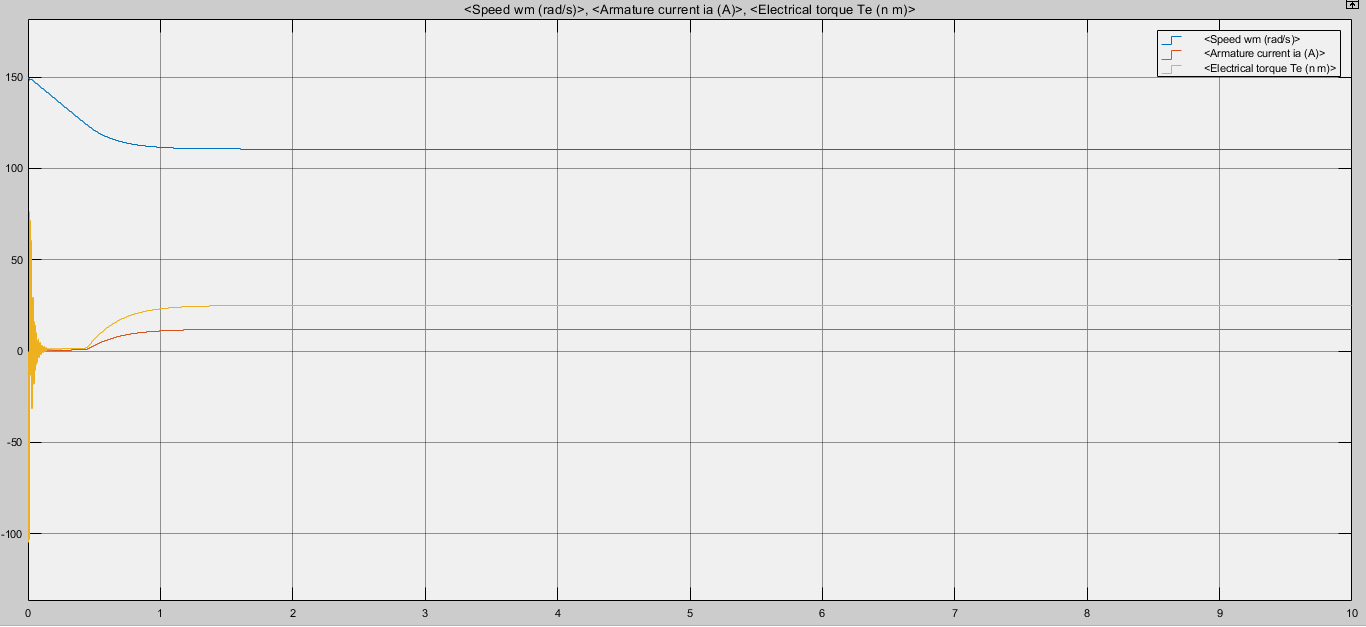 <Speed wm (rad/s)>, <Armature current ia (A)>, <Electrical torque Te (n m)>
<Speed wm (rad/s)>
<Armature current ia (A)>
<Electrical torque Te (n m)>
150
100
50
0
-50
-100
0 1 2 3 4 5 6 7 8 9 10